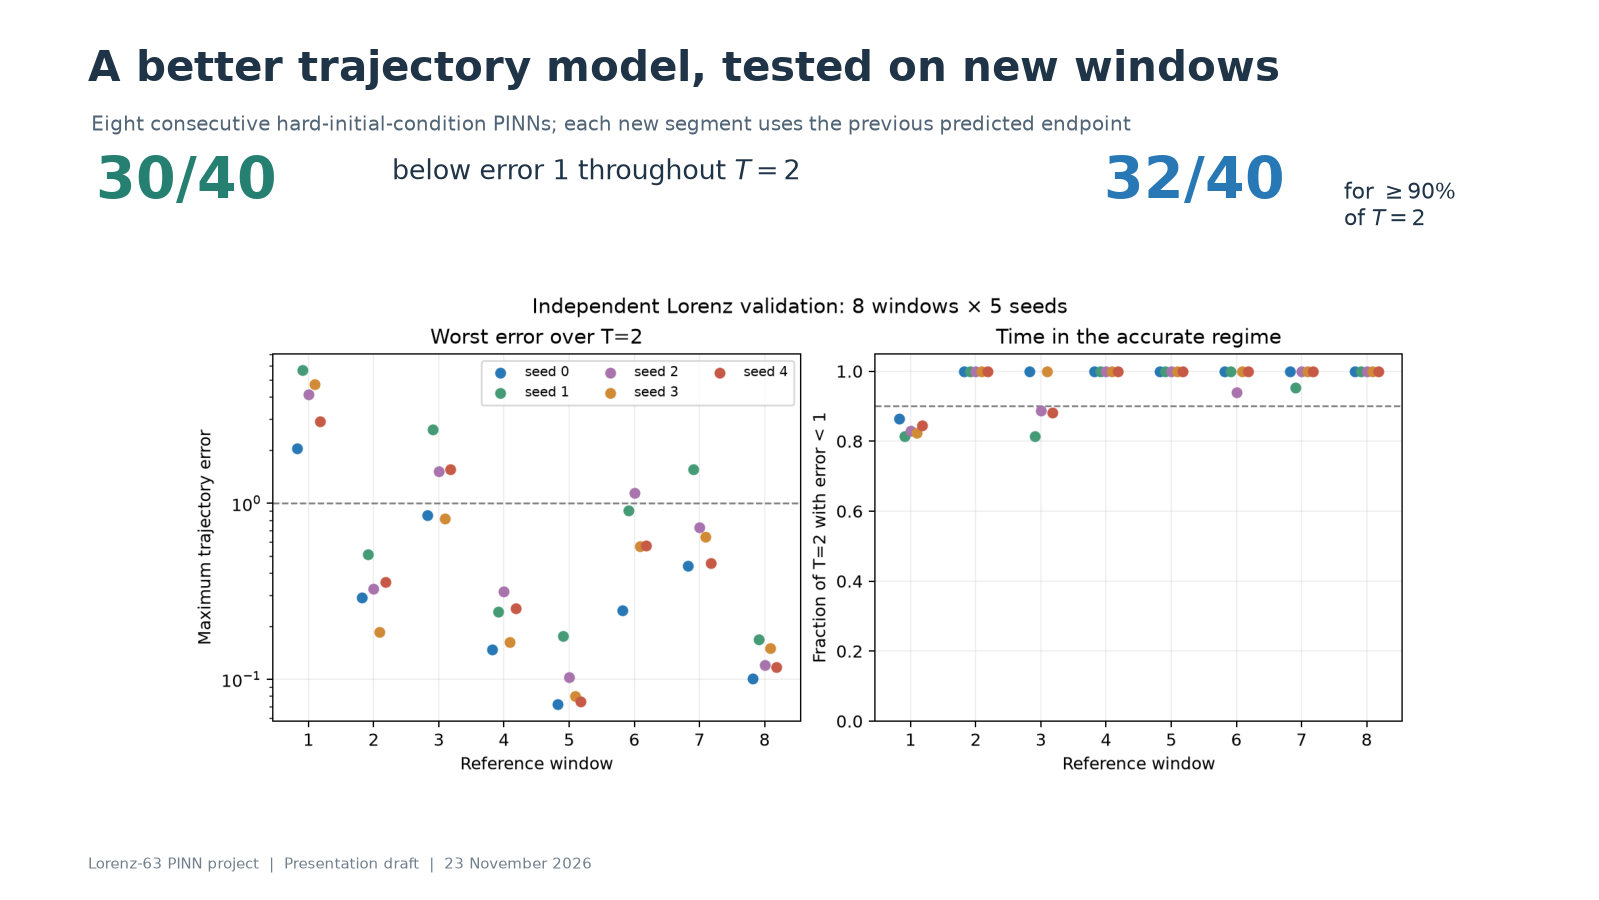 A better trajectory model, tested on new windows
Eight consecutive hard-initial-condition PINNs; each new segment uses the previous predicted endpoint
30/40
below error 1 throughout T = 2
32/40
for ≥90%
of T = 2
Independent Lorenz validation: 8 windows × 5 seeds
Worst error over T=2
seed 0
seed 1
seed 2
seed 3
seed 4
Maximum trajectory error
10⁰
10⁻¹
1 2 3 4 5 6 7 8
Reference window
Time in the accurate regime
Fraction of T=2 with error < 1
1.0
0.8
0.6
0.4
0.2
0.0
1 2 3 4 5 6 7 8
Reference window
Lorenz-63 PINN project | Presentation draft | 23 November 2026